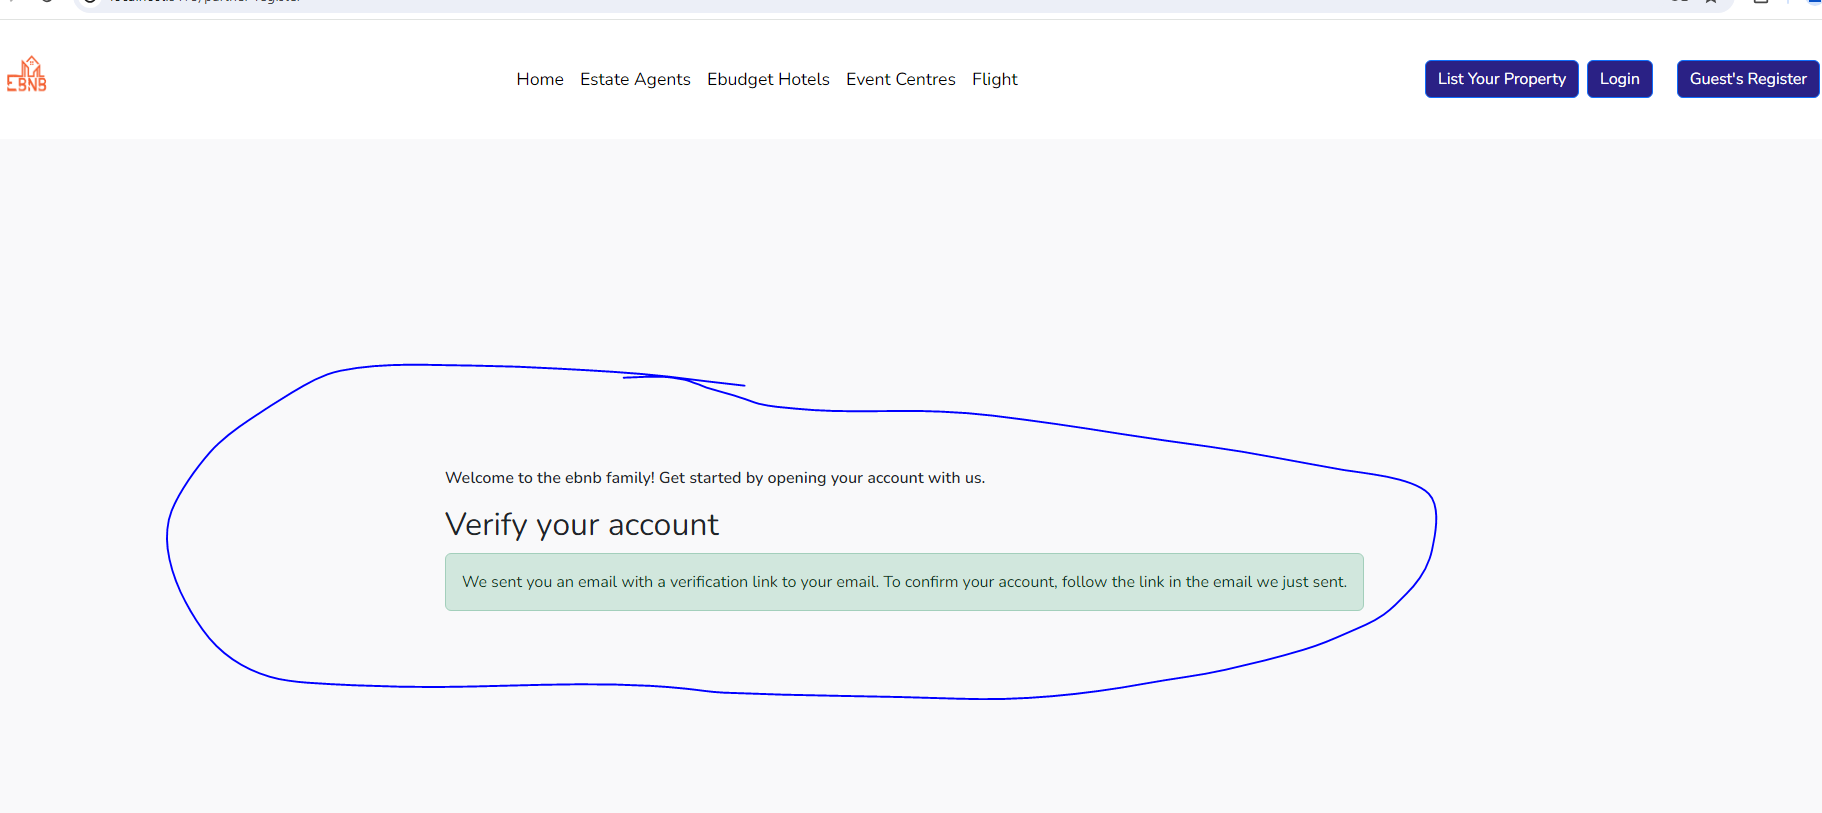 EBNB
Home Estate Agents Ebudget Hotels Event Centres Flight
List Your Property Login Guest's Register
Welcome to the ebnb family! Get started by opening your account with us.
Verify your account
We sent you an email with a verification link to your email. To confirm your account, follow the link in the email we just sent.